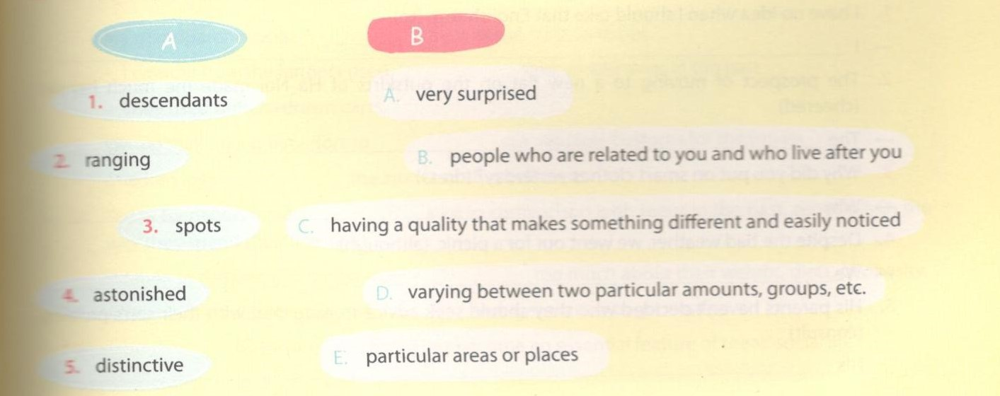 A
B
1. descendants
A. very surprised
2. ranging
B. people who are related to you and who live after you
3. spots
C. having a quality that makes something different and easily noticed
4. astonished
D. varying between two particular amounts, groups, etc.
5. distinctive
E. particular areas or places